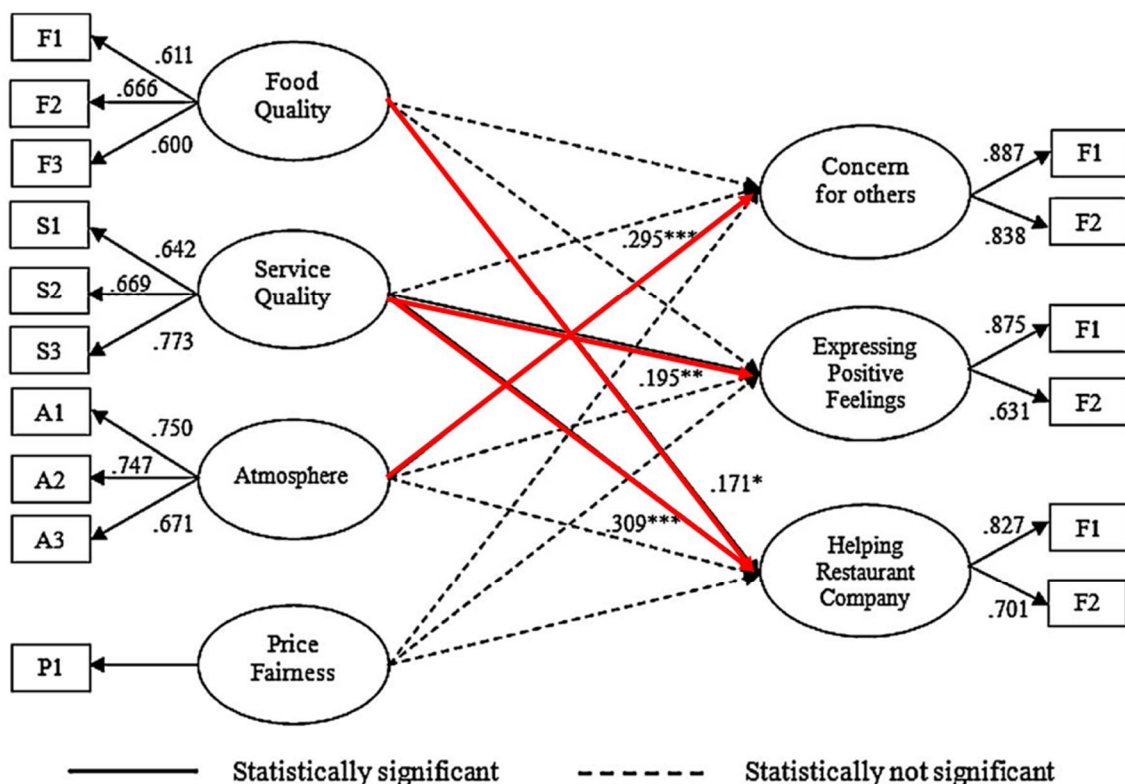 F1
.611
F2
.666
F3
.600
Food
Quality
S1
.642
S2
.669
S3
.773
Service
Quality
A1
.750
A2
.747
A3
.671
Atmosphere
P1
Price
Fairness
.295***
.195**
.171*
.309***
Concern
for others
.887
F1
.838
F2
Expressing
Positive
Feelings
.875
F1
.631
F2
Helping
Restaurant
Company
.827
F1
.701
F2
Statistically significant
Statistically not significant